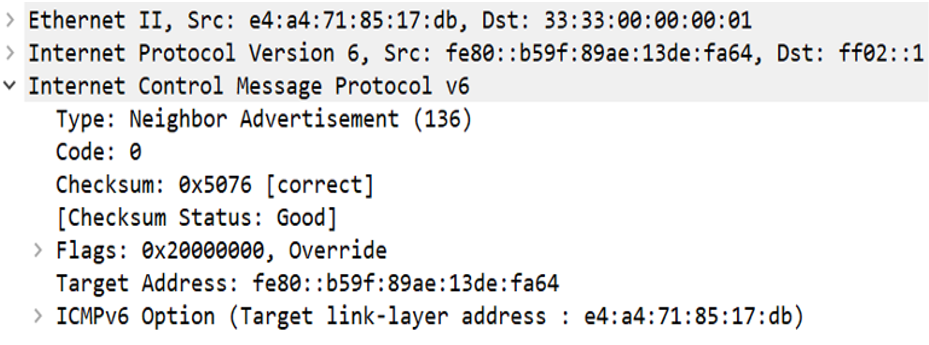 Ethernet II, Src: e4:a4:71:85:17:db, Dst: 33:33:00:00:00:01
Internet Protocol Version 6, Src: fe80::b59f:89ae:13de:fa64, Dst: ff02::1
Internet Control Message Protocol v6
Type: Neighbor Advertisement (136)
Code: 0
Checksum: 0x5076 [correct]
[Checksum Status: Good]
Flags: 0x20000000, Override
Target Address: fe80::b59f:89ae:13de:fa64
ICMPv6 Option (Target link-layer address : e4:a4:71:85:17:db)